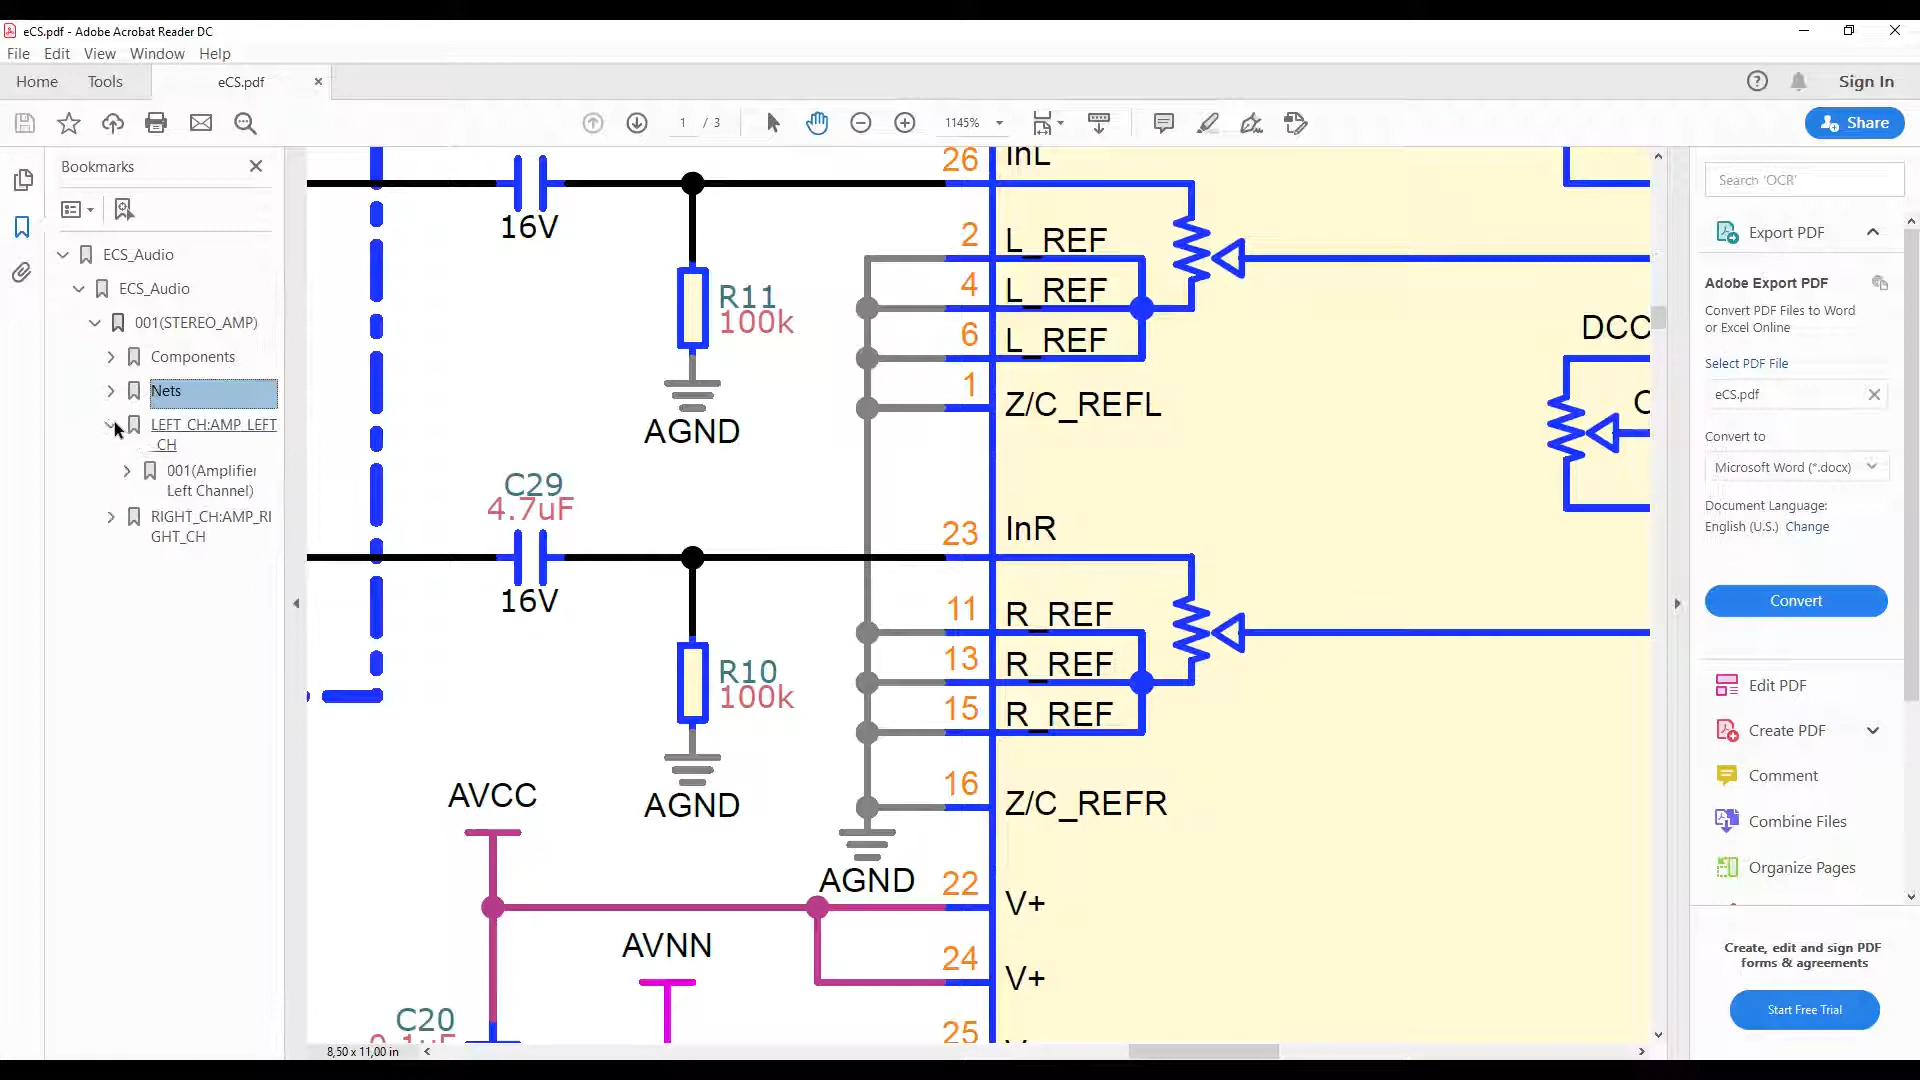 eCS.pdf - Adobe Acrobat Reader DC
File Edit View Window Help
Home Tools eCS.pdf
Sign In
1 / 3
1145%
Share
Bookmarks
ECS_Audio
ECS_Audio
001(STEREO_AMP)
Components
Nets
LEFT_CH:AMP_LEFT
_CH
001(Amplifier
Left Channel)
RIGHT_CH:AMP_RI
GHT_CH
16V
R11
100k
AGND
C29
4.7uF
16V
R10
100k
AGND
AVCC
AVNN
C20
AGND
26 InL
2 L_REF
4 L_REF
6 L_REF
1 Z/C_REFL
23 InR
11 R_REF
13 R_REF
15 R_REF
16 Z/C_REFR
22 V+
24 V+
25
DCC
8,50 x 11,00 in
Search 'OCR'
Export PDF
Adobe Export PDF
Convert PDF Files to Word
or Excel Online
Select PDF File
eCS.pdf
Convert to
Microsoft Word (*.docx)
Document Language:
English (U.S.) Change
Convert
Edit PDF
Create PDF
Comment
Combine Files
Organize Pages
Create, edit and sign PDF
forms & agreements
Start Free Trial